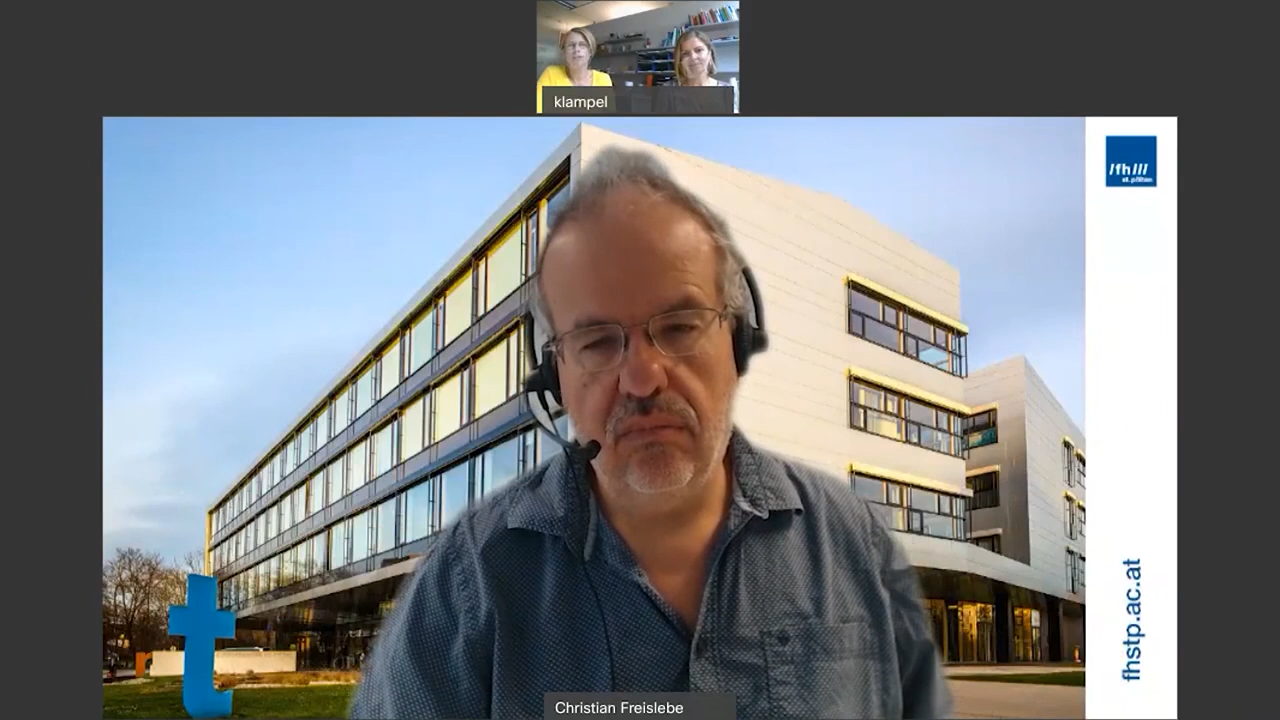 klampel
/fh///
st.pölten
fhstp.ac.at
t
Christian Freislebe